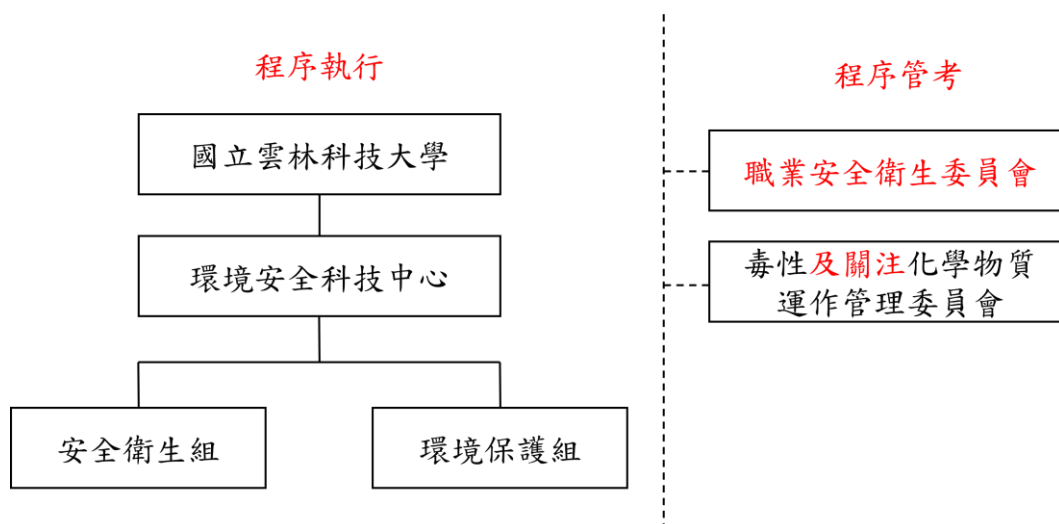 程序執行
國立雲林科技大學
環境安全科技中心
安全衛生組
環境保護組
程序管考
職業安全衛生委員會
毒性及關注化學物質
運作管理委員會